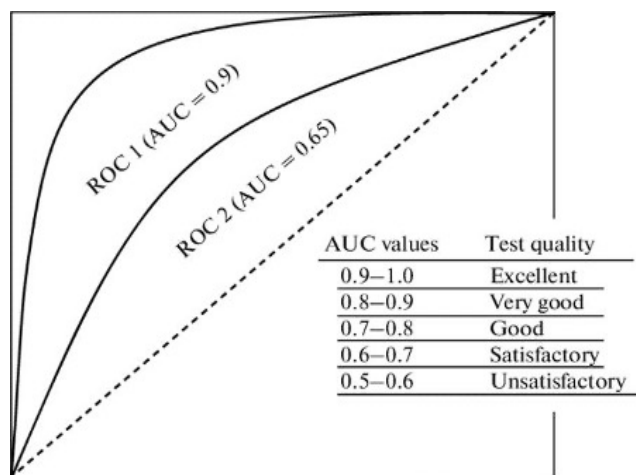 ROC 1 (AUC = 0.9)
ROC 2 (AUC = 0.65)
AUC values Test quality
0.9–1.0 Excellent
0.8–0.9 Very good
0.7–0.8 Good
0.6–0.7 Satisfactory
0.5–0.6 Unsatisfactory